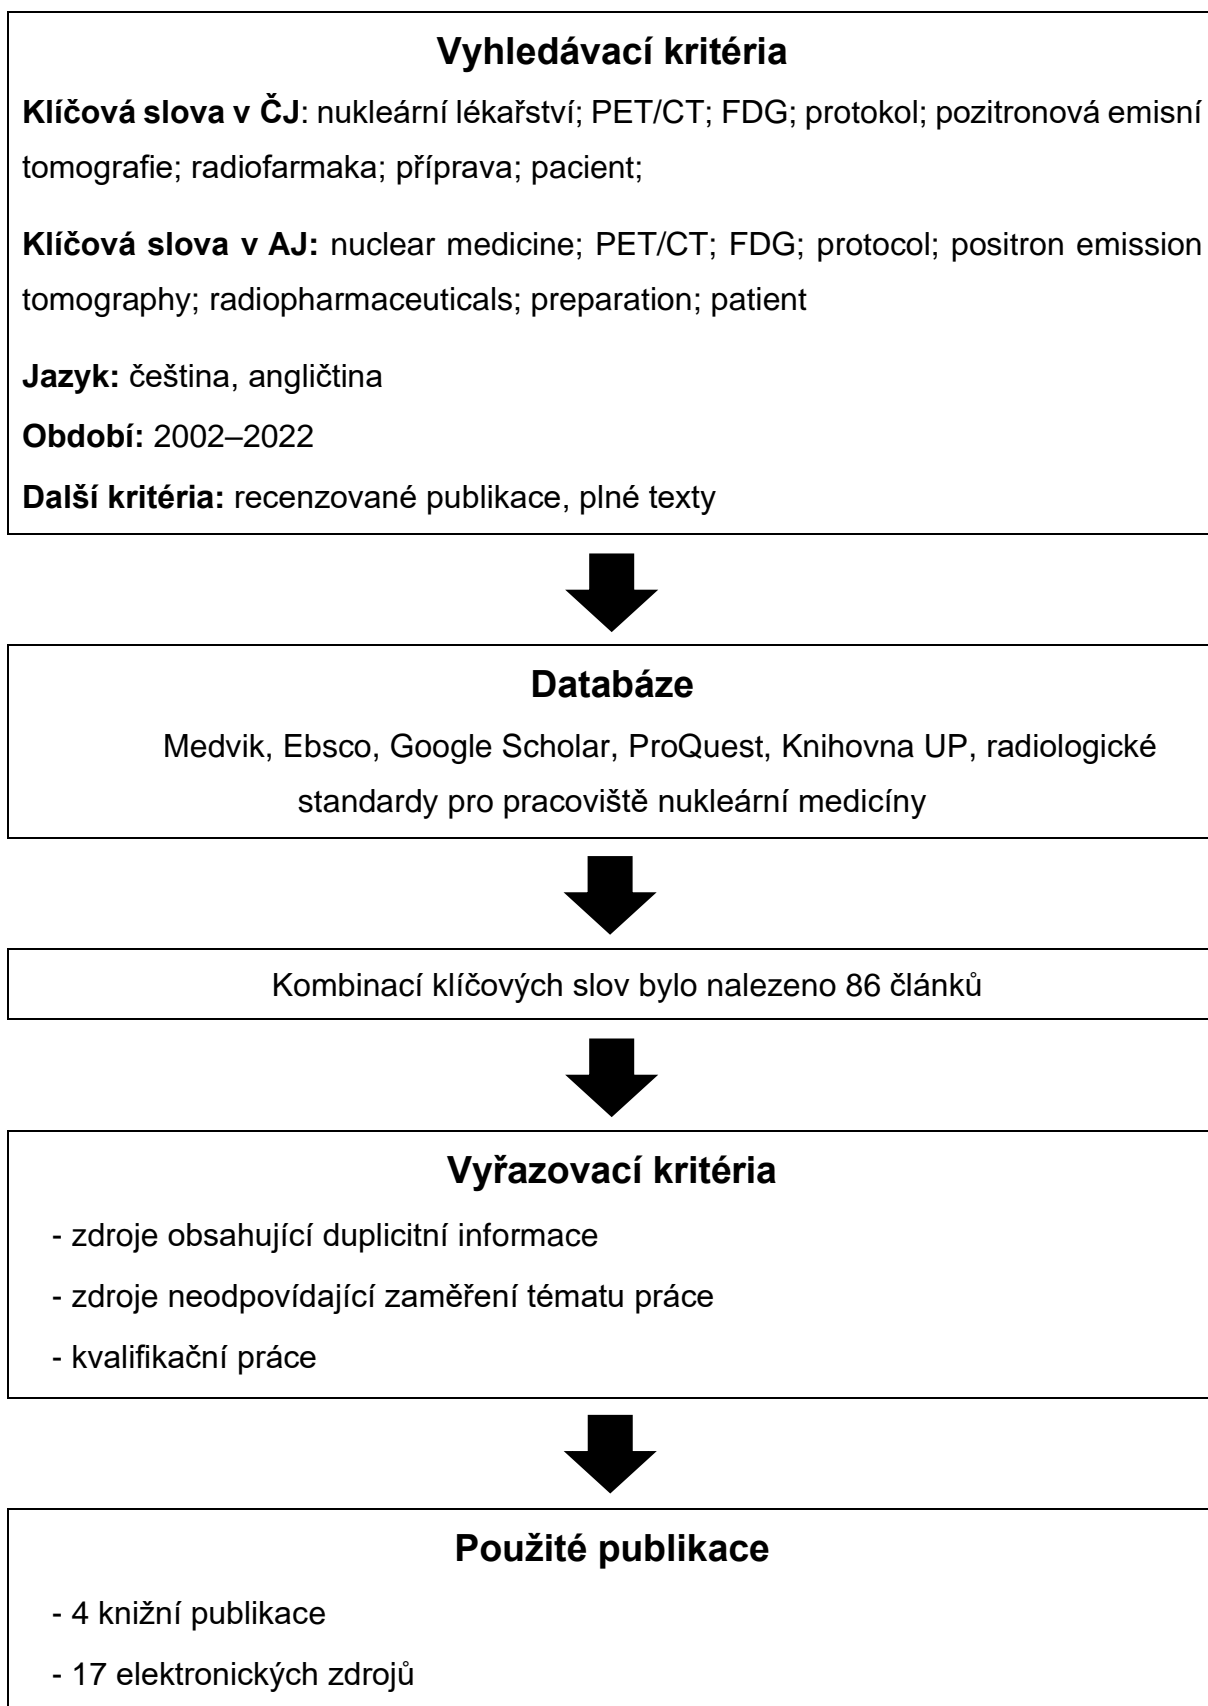 Vyhledávací kritéria
Klíčová slova v ČJ: nukleární lékařství; PET/CT; FDG; protokol; pozitronová emisní
tomografie; radiofarmaka; příprava; pacient;
Klíčová slova v AJ: nuclear medicine; PET/CT; FDG; protocol; positron emission
tomography; radiopharmaceuticals; preparation; patient
Jazyk: čeština, angličtina
Období: 2002–2022
Další kritéria: recenzované publikace, plné texty
Databáze
Medvik, Ebsco, Google Scholar, ProQuest, Knihovna UP, radiologické
standardy pro pracoviště nukleární medicíny
Kombinací klíčových slov bylo nalezeno 86 článků
Vyřazovací kritéria
- zdroje obsahující duplicitní informace
- zdroje neodpovídající zaměření tématu práce
- kvalifikační práce
Použité publikace
- 4 knižní publikace
- 17 elektronických zdrojů